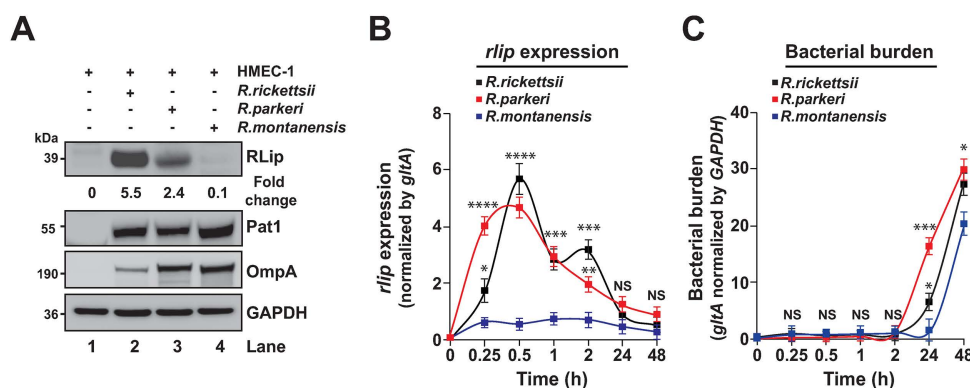 A
+ + + + HMEC-1
- + - - R.rickettsii
- - + - R.parkeri
- - - + R.montanensis
kDa
39 RLip
0 5.5 2.4 0.1 Fold change
55 Pat1
190 OmpA
36 GAPDH
1 2 3 4 Lane
B
rlip expression
R.rickettsii
R.parkeri
R.montanensis
rlip expression
(normalized by gltA)
8
6
4
2
0
****
****
*
***
***
**
NS
NS
0 0.25 0.5 1 2 24 48
Time (h)
C
Bacterial burden
R.rickettsii
R.parkeri
R.montanensis
Bacterial burden
(gltA normalized by GAPDH)
40
30
20
10
0
NS NS NS NS
***
*
*
0 0.25 0.5 1 2 24 48
Time (h)